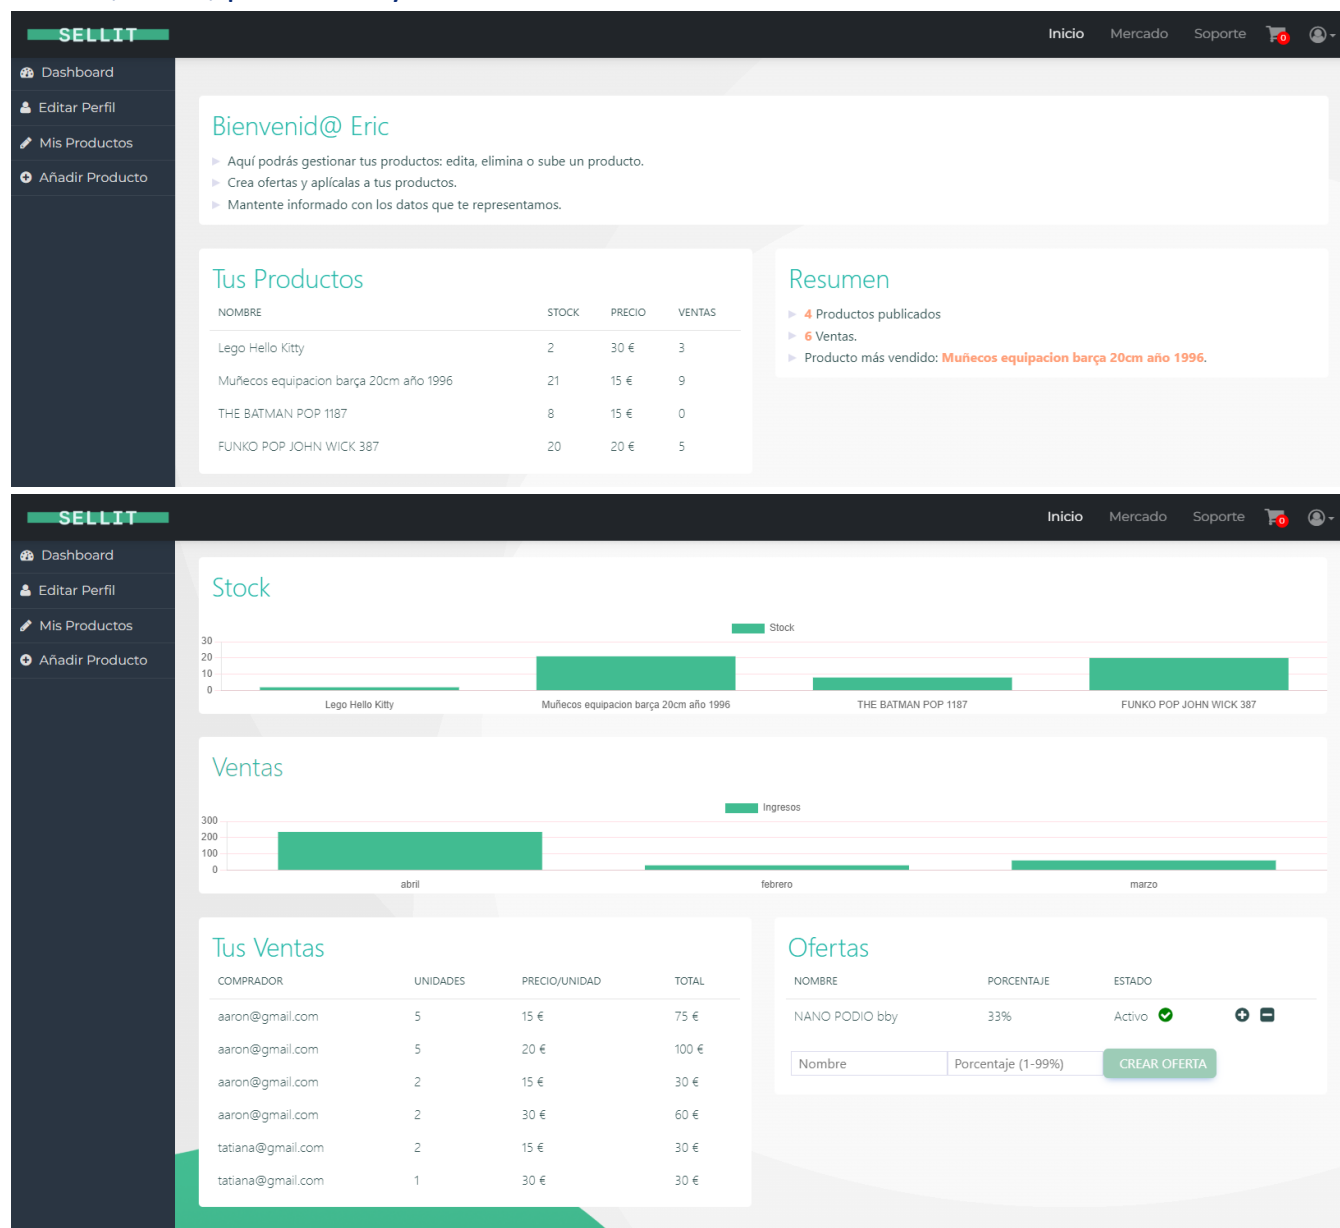 SELLIT
Inicio Mercado Soporte 0
Dashboard
Editar Perfil
Mis Productos
Añadir Producto
Bienvenid@ Eric
Aquí podrás gestionar tus productos: edita, elimina o sube un producto.
Crea ofertas y aplícalas a tus productos.
Mantente informado con los datos que te representamos.
Tus Productos
NOMBRE STOCK PRECIO VENTAS
Lego Hello Kitty 2 30 € 3
Muñecos equipacion barça 20cm año 1996 21 15 € 9
THE BATMAN POP 1187 8 15 € 0
FUNKO POP JOHN WICK 387 20 20 € 5
Resumen
4 Productos publicados
6 Ventas.
Producto más vendido: Muñecos equipacion barça 20cm año 1996.
SELLIT
Inicio Mercado Soporte 0
Dashboard
Editar Perfil
Mis Productos
Añadir Producto
Stock
Stock
30
20
10
0
Lego Hello Kitty Muñecos equipacion barça 20cm año 1996 THE BATMAN POP 1187 FUNKO POP JOHN WICK 387
Ventas
Ingresos
300
200
100
0
abril febrero marzo
Tus Ventas
COMPRADOR UNIDADES PRECIO/UNIDAD TOTAL
aaron@gmail.com 5 15 € 75 €
aaron@gmail.com 5 20 € 100 €
aaron@gmail.com 2 15 € 30 €
aaron@gmail.com 2 30 € 60 €
tatiana@gmail.com 2 15 € 30 €
tatiana@gmail.com 1 30 € 30 €
Ofertas
NOMBRE PORCENTAJE ESTADO
NANO PODIO bby 33% Activo
Nombre Porcentaje (1-99%) CREAR OFERTA